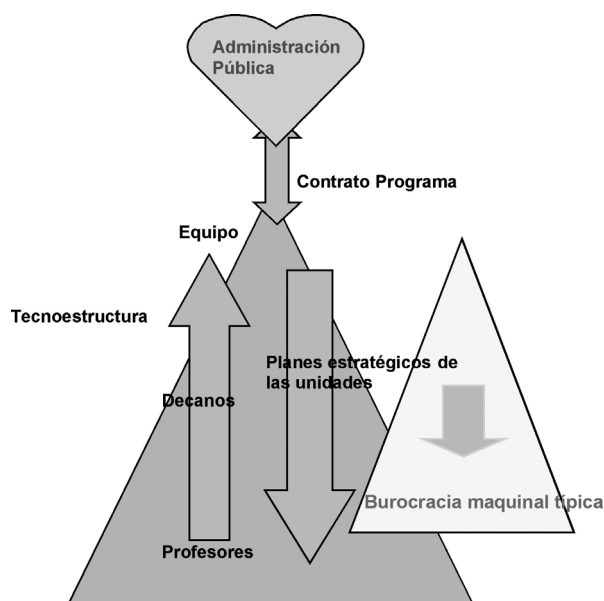 Administración
Pública
Contrato Programa
Equipo
Tecnoestructura
Planes estratégicos de
las unidades
Decanos
Burocracia maquinal típica
Profesores